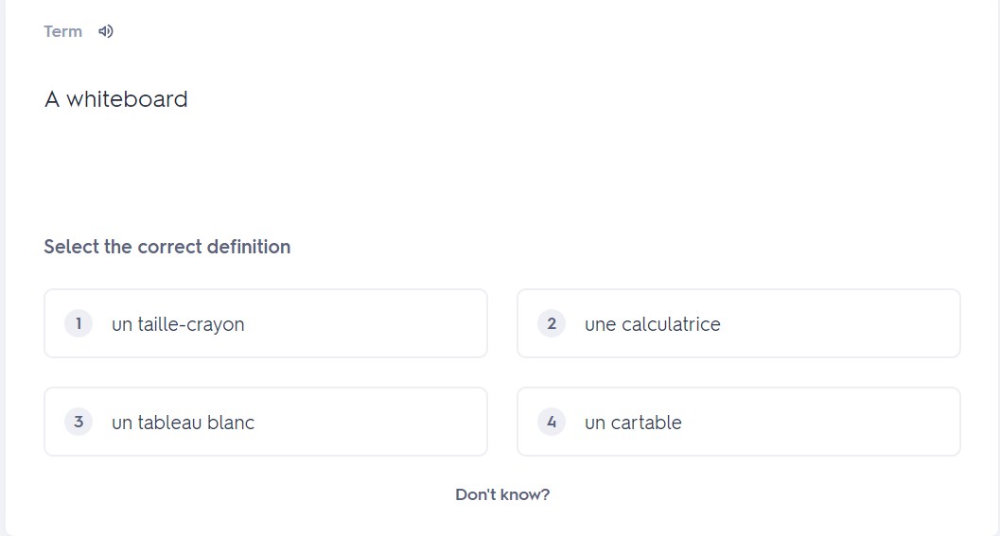 Term
A whiteboard
Select the correct definition
1 un taille-crayon
2 une calculatrice
3 un tableau blanc
4 un cartable
Don't know?